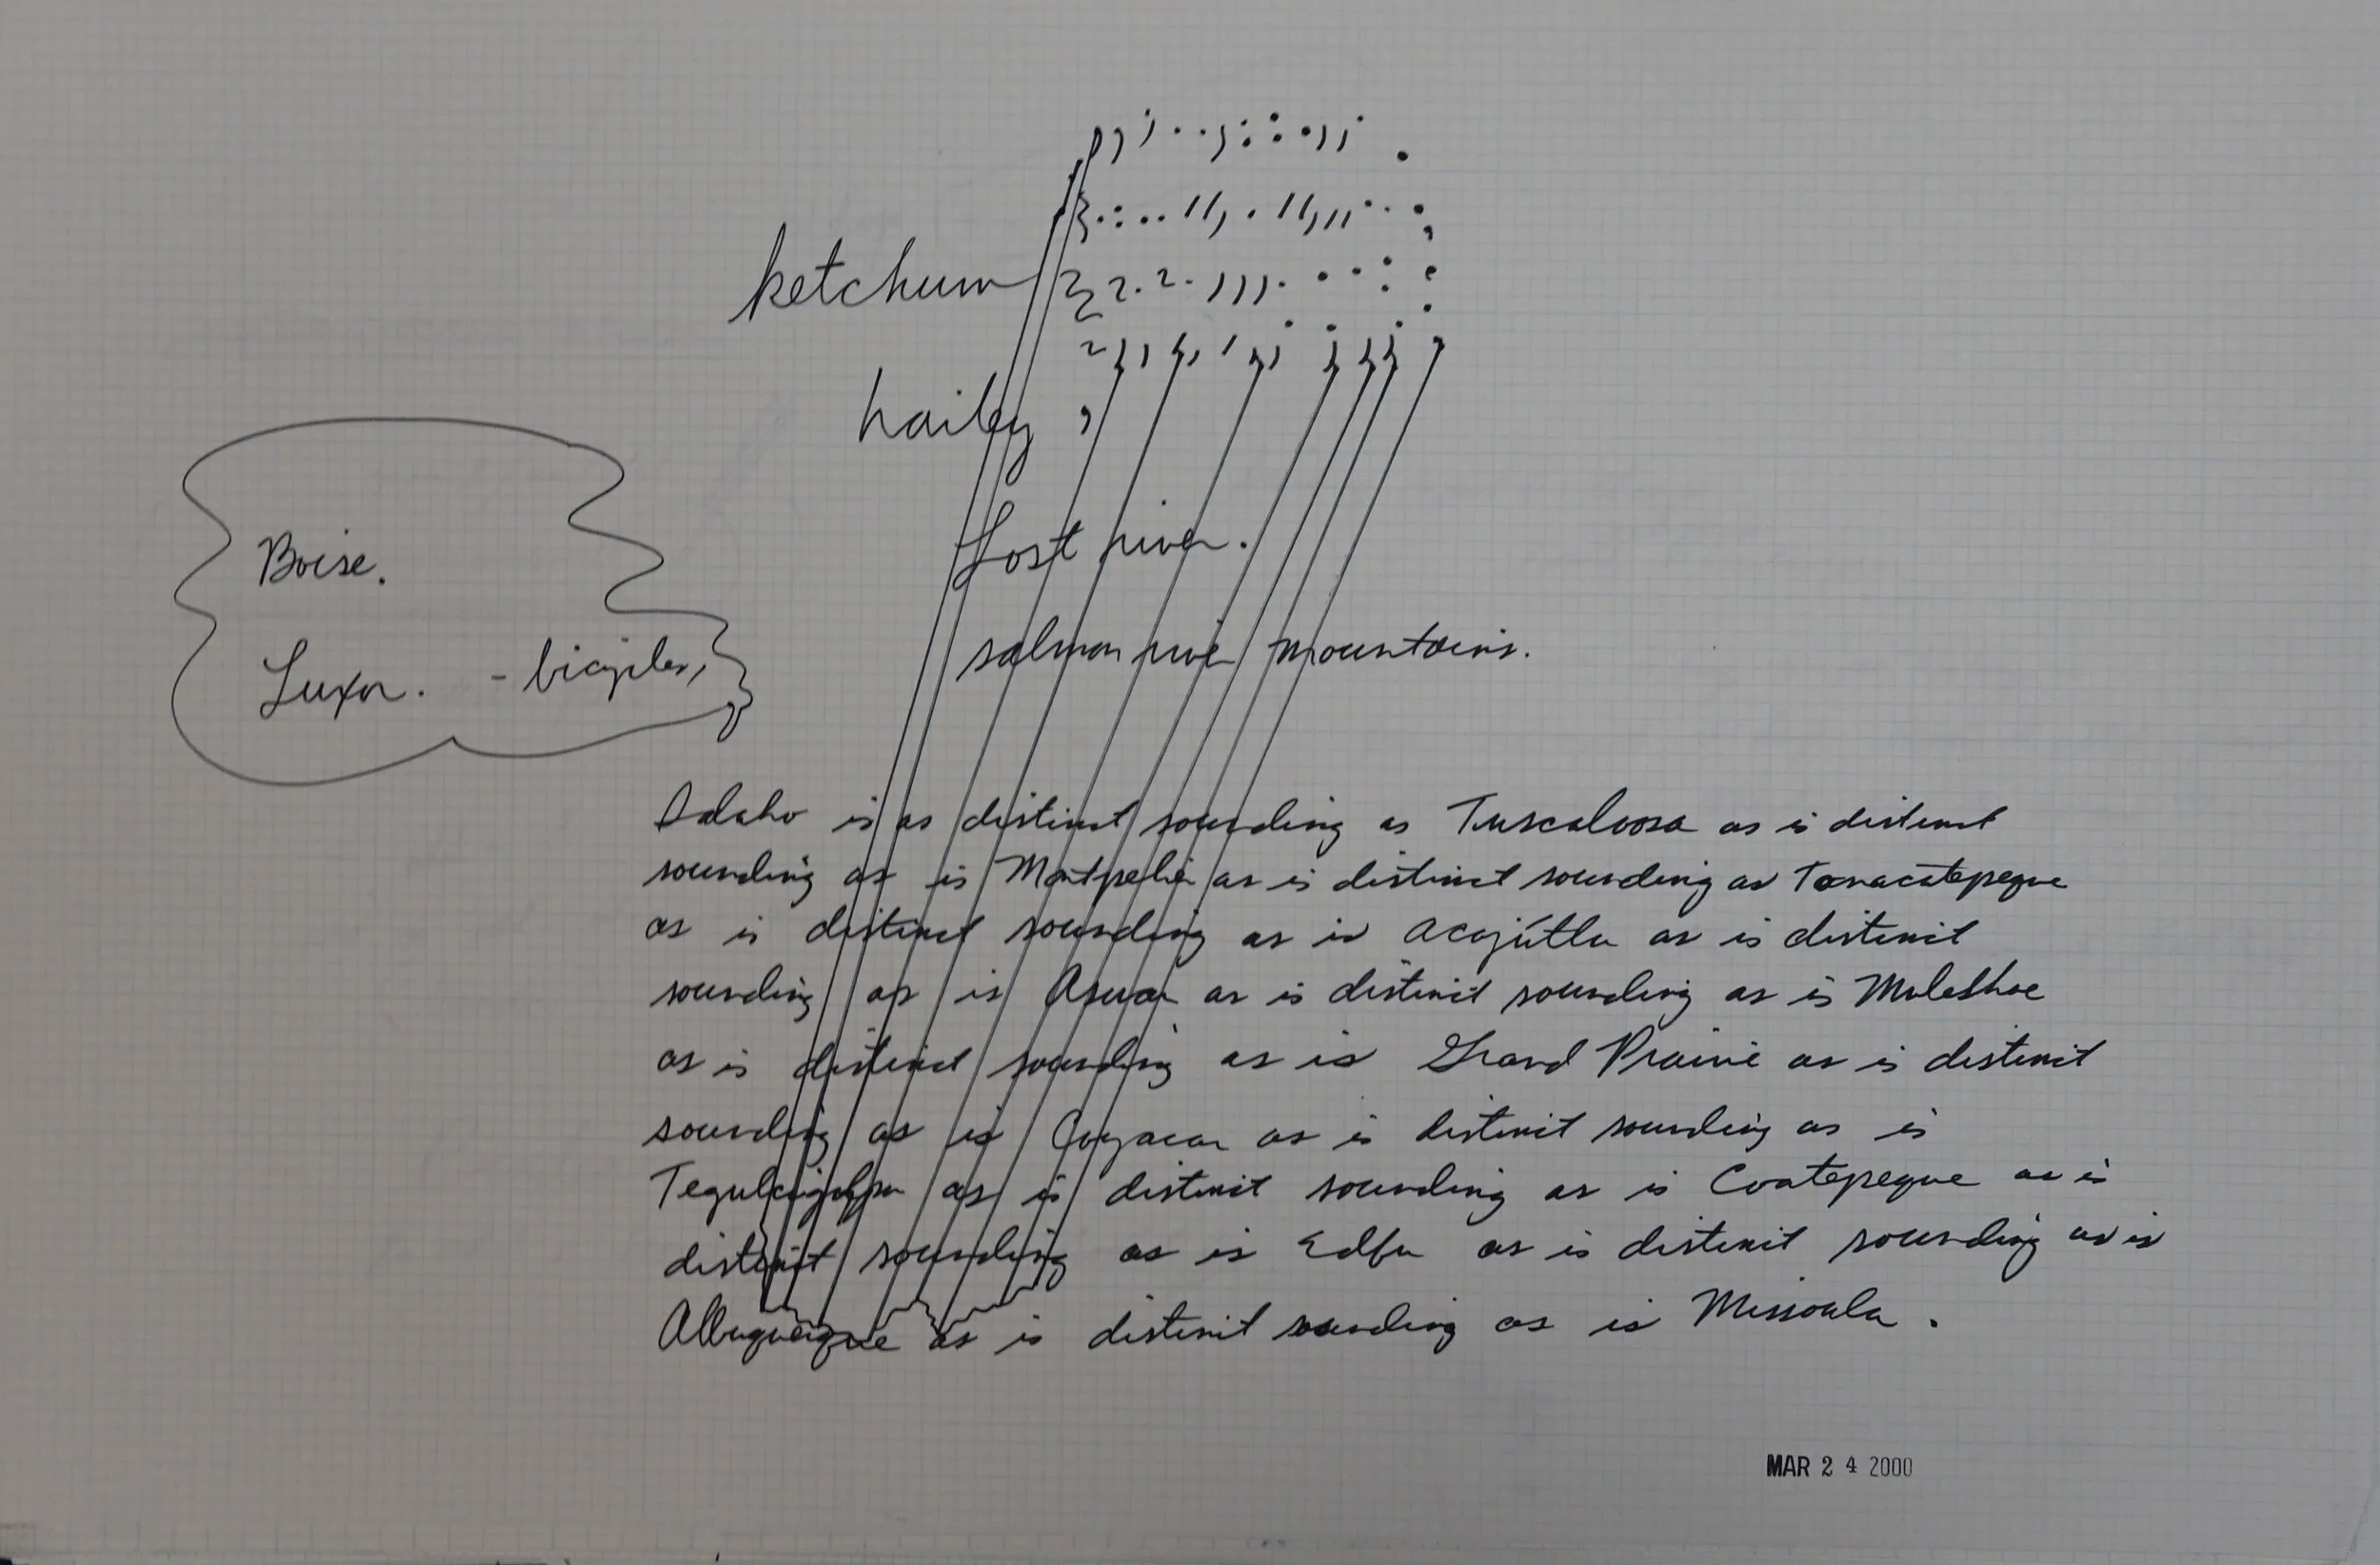 ketchum
hailey,
Lost river.
salmon river mountains.
Boise.
Luxor. - bicycles,
Idaho is as distinct sounding as Tuscaloosa as is distinct
sounding as is Montpelier as is distinct sounding as Tonacatepeque
as is distinct sounding as is Acajútla as is distinct
sounding as is Aswan as is distinct sounding as is Muleshoe
as is distinct sounding as is Grand Prairie as is distinct
sounding as is Coyacan as is distinct sounding as is
Tegulcigalpa as is distinct sounding as is Coatepeque as is
distinct sounding as is Edfu as is distinct sounding as is
Albuquerque as is distinct sounding as is Missoula.
MAR 24 2000